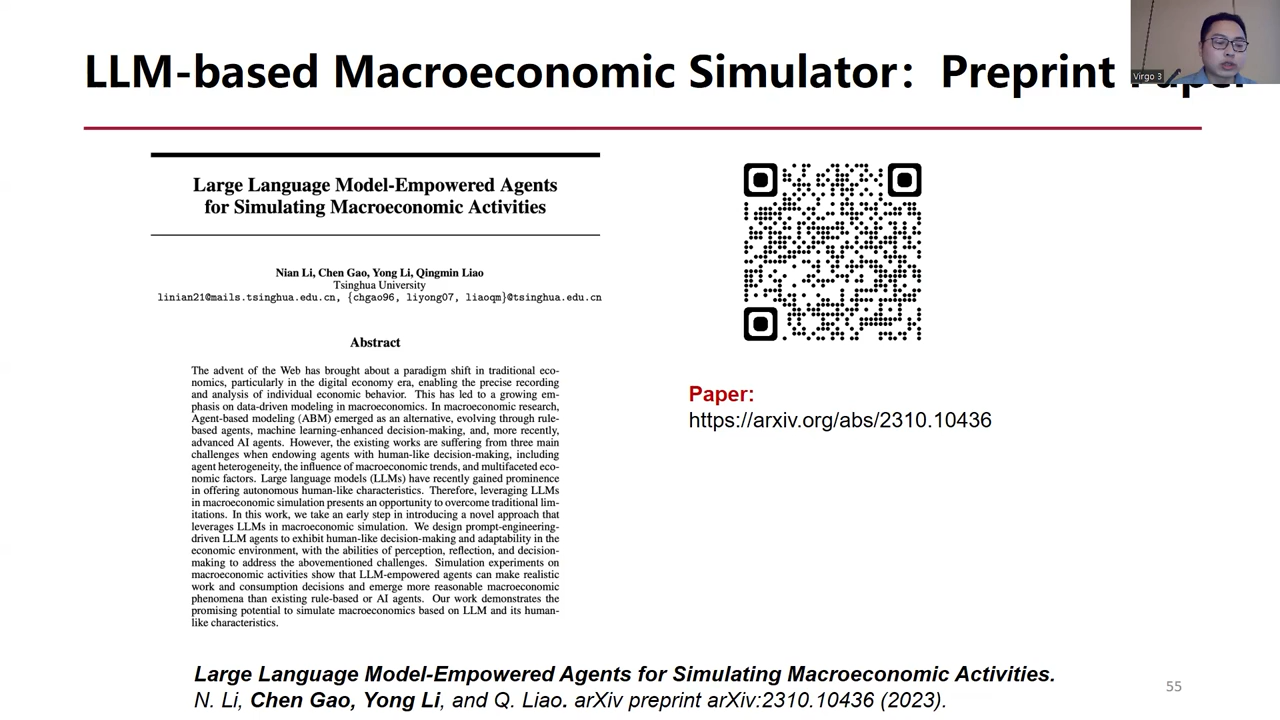 LLM-based Macroeconomic Simulator: Preprint Paper
Virgo 3
Large Language Model-Empowered Agents
for Simulating Macroeconomic Activities
Nian Li, Chen Gao, Yong Li, Qingmin Liao
Tsinghua University
linian21@mails.tsinghua.edu.cn, {chgao96, liyong07, liaoqm}@tsinghua.edu.cn
Abstract
The advent of the Web has brought about a paradigm shift in traditional eco-
nomics, particularly in the digital economy era, enabling the precise recording
and analysis of individual economic behavior. This has led to a growing em-
phasis on data-driven modeling in macroeconomics. In macroeconomic research,
Agent-based modeling (ABM) emerged as an alternative, evolving through rule-
based agents, machine learning-enhanced decision-making, and, more recently,
advanced AI agents. However, the existing works are suffering from three main
challenges when endowing agents with human-like decision-making, including
agent heterogeneity, the influence of macroeconomic trends, and multifaceted eco-
nomic factors. Large language models (LLMs) have recently gained prominence
in offering autonomous human-like characteristics. Therefore, leveraging LLMs
in macroeconomic simulation presents an opportunity to overcome traditional lim-
itations. In this work, we take an early step in introducing a novel approach that
leverages LLMs in macroeconomic simulation. We design prompt-engineering-
driven LLM agents to exhibit human-like decision-making and adaptability in the
economic environment, with the abilities of perception, reflection, and decision-
making to address the abovementioned challenges. Simulation experiments on
macroeconomic activities show that LLM-empowered agents can make realistic
work and consumption decisions and emerge more reasonable macroeconomic
phenomena than existing rule-based or AI agents. Our work demonstrates the
promising potential to simulate macroeconomics based on LLM and its human-
like characteristics.
Paper:
https://arxiv.org/abs/2310.10436
Large Language Model-Empowered Agents for Simulating Macroeconomic Activities.
N. Li, Chen Gao, Yong Li, and Q. Liao. arXiv preprint arXiv:2310.10436 (2023).
55